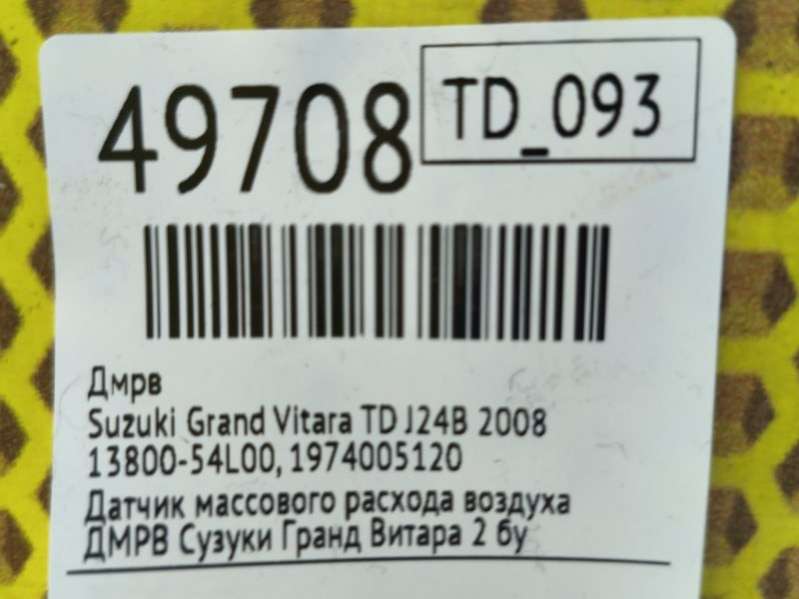 49708
TD_093
Дмрв
Suzuki Grand Vitara TD J24B 2008
13800-54L00, 1974005120
Датчик массового расхода воздуха
ДМРВ Сузуки Гранд Витара 2 бу